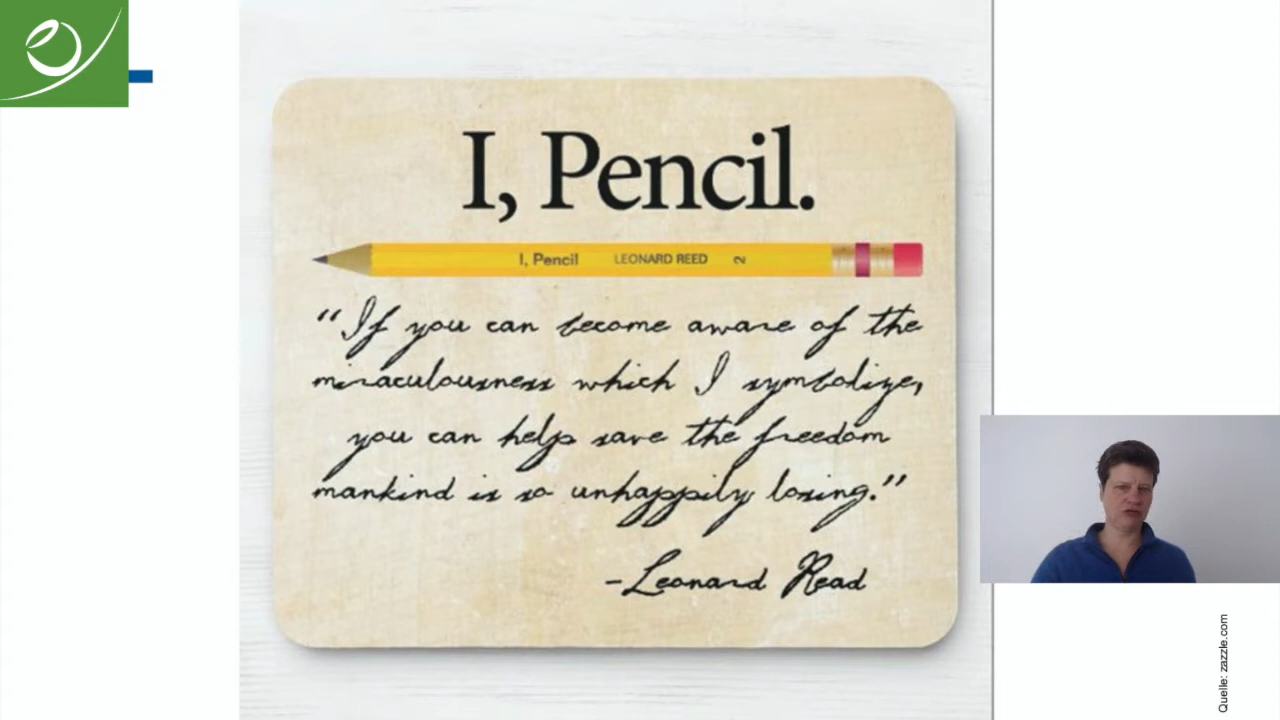 I, Pencil.
I, Pencil LEONARD REED 2
“If you can become aware of the
miraculousness which I symbolize,
you can help save the freedom
mankind is so unhappily losing.”
-Leonard Read
Quelle: zazzle.com